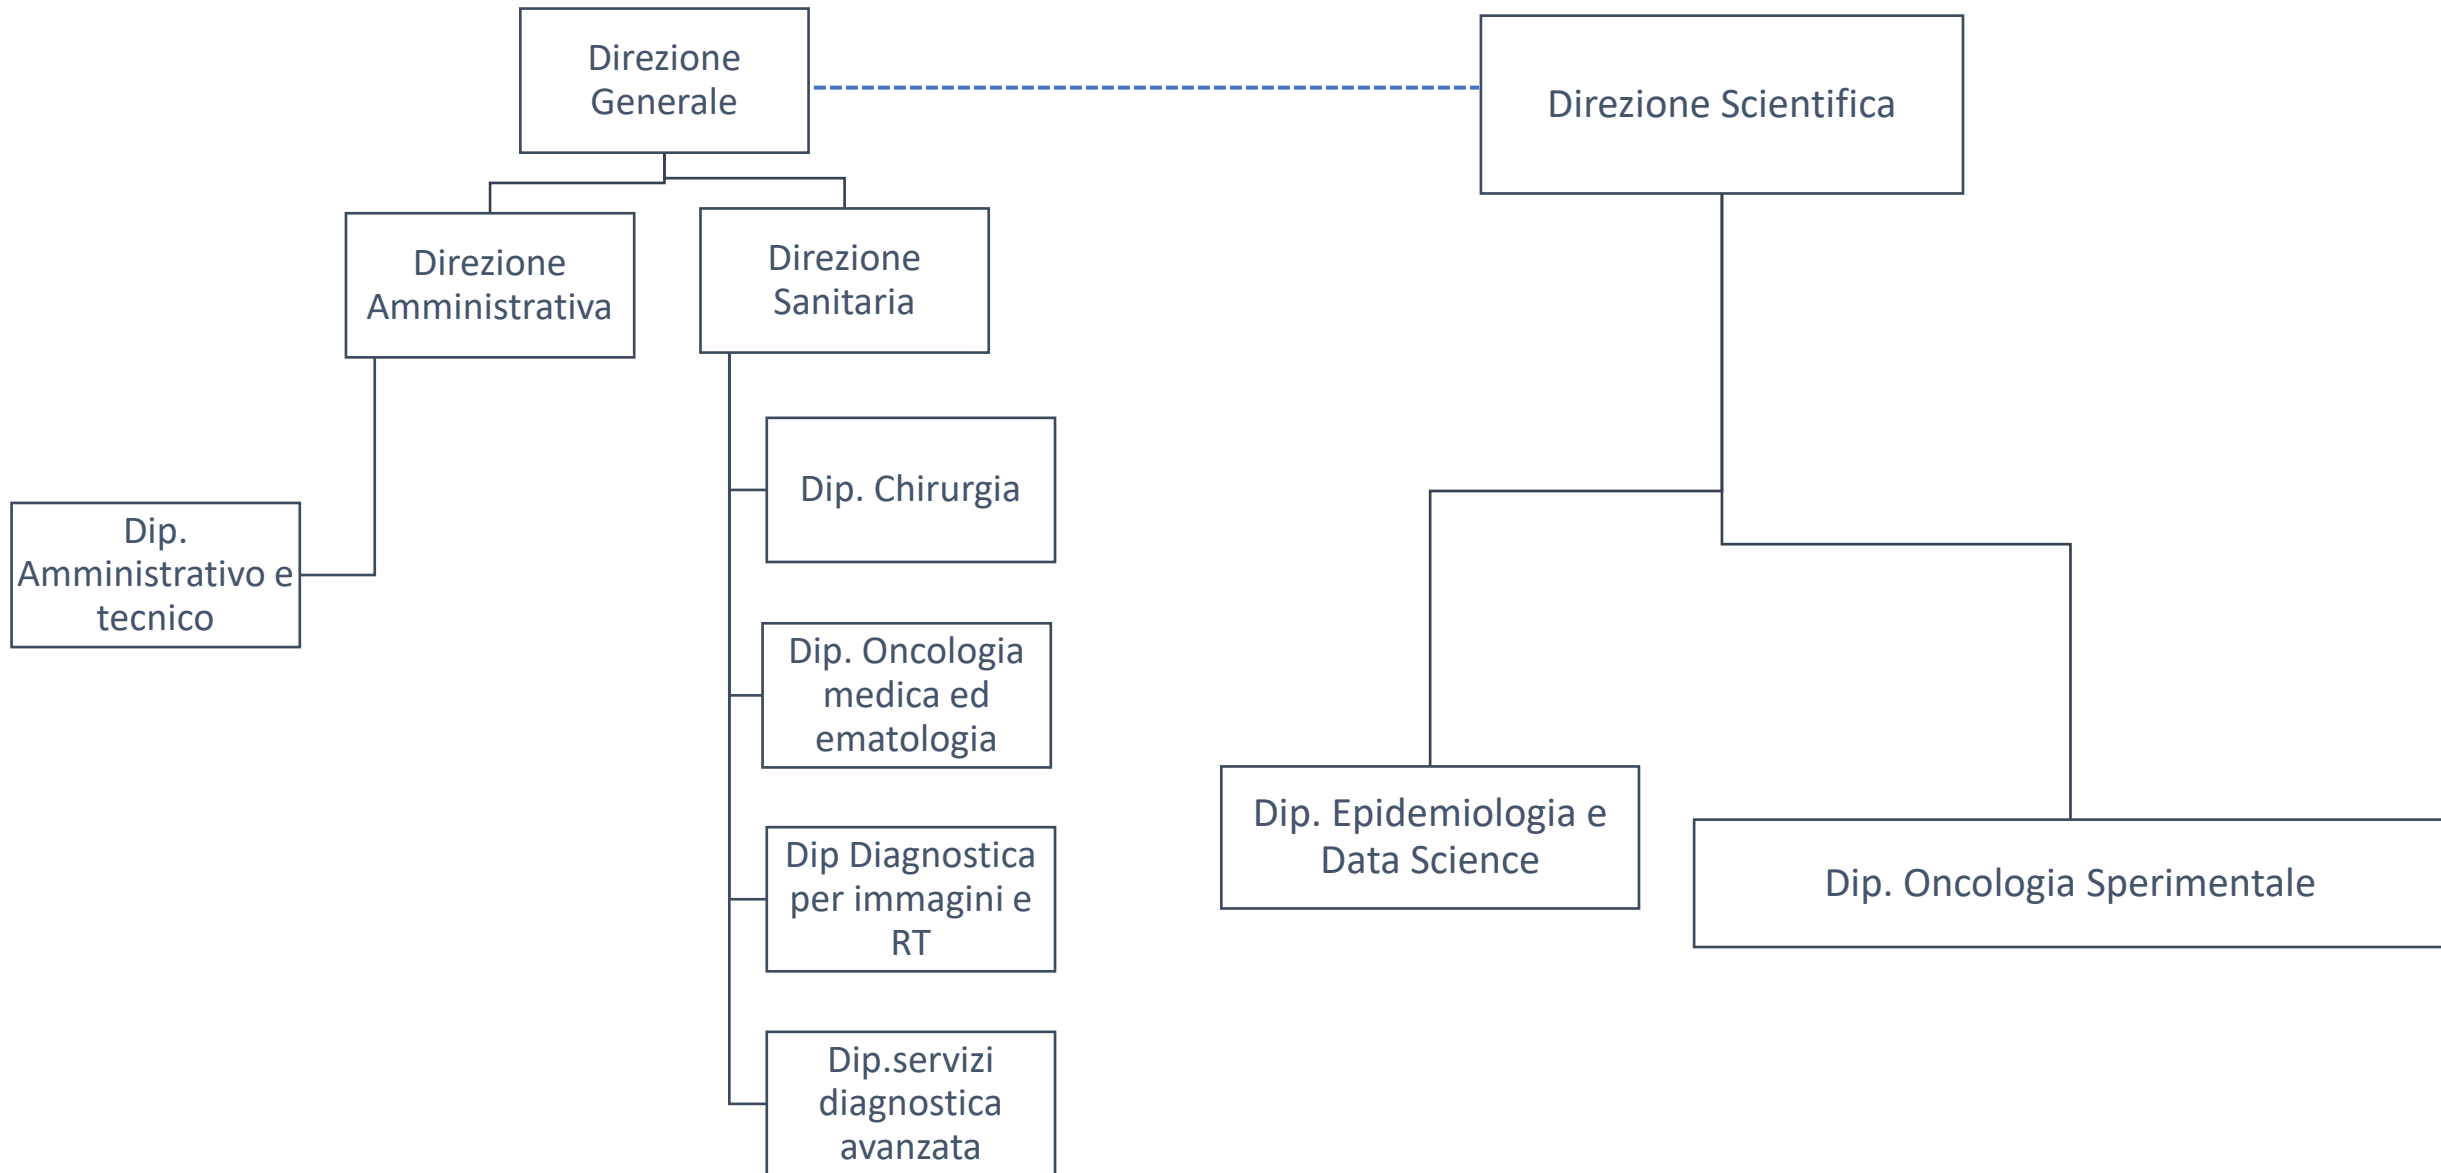 Direzione
Generale
Direzione Scientifica
Direzione
Amministrativa
Direzione
Sanitaria
Dip. Chirurgia
Dip.
Amministrativo e
tecnico
Dip. Oncologia
medica ed
ematologia
Dip. Epidemiologia e
Data Science
Dip. Oncologia Sperimentale
Dip Diagnostica
per immagini e
RT
Dip.servizi
diagnostica
avanzata